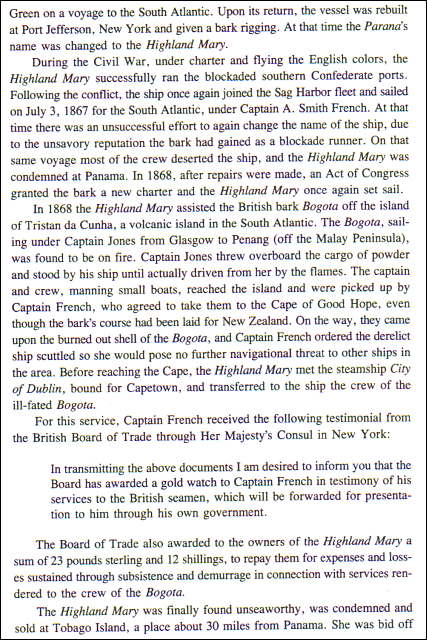 Green on a voyage to the South Atlantic. Upon its return, the vessel was rebuilt
at Port Jefferson, New York and given a bark rigging. At that time the Parana's
name was changed to the Highland Mary.
During the Civil War, under charter and flying the English colors, the
Highland Mary successfully ran the blockaded southern Confederate ports.
Following the conflict, the ship once again joined the Sag Harbor fleet and sailed
on July 3, 1867 for the South Atlantic, under Captain A. Smith French. At that
time there was an unsuccessful effort to again change the name of the ship, due
to the unsavory reputation the bark had gained as a blockade runner. On that
same voyage most of the crew deserted the ship, and the Highland Mary was
condemned at Panama. In 1868, after repairs were made, an Act of Congress
granted the bark a new charter and the Highland Mary once again set sail.
In 1868 the Highland Mary assisted the British bark Bogota off the island
of Tristan da Cunha, a volcanic island in the South Atlantic. The Bogota, sail-
ing under Captain Jones from Glasgow to Penang (off the Malay Peninsula),
was found to be on fire. Captain Jones threw overboard the cargo of powder
and stood by his ship until actually driven from her by the flames. The captain
and crew, manning small boats, reached the island and were picked up by
Captain French, who agreed to take them to the Cape of Good Hope, even
though the bark's course had been laid for New Zealand. On the way, they came
upon the burned out shell of the Bogota, and Captain French ordered the derelict
ship scuttled so she would pose no further navigational threat to other ships in
the area. Before reaching the Cape, the Highland Mary met the steamship City
of Dublin, bound for Capetown, and transferred to the ship the crew of the
ill-fated Bogota.
For this service, Captain French received the following testimonial from
the British Board of Trade through Her Majesty's Consul in New York:
In transmitting the above documents I am desired to inform you that the
Board has awarded a gold watch to Captain French in testimony of his
services to the British seamen, which will be forwarded for presenta-
tion to him through his own government.
The Board of Trade also awarded to the owners of the Highland Mary a
sum of 23 pounds sterling and 12 shillings, to repay them for expenses and loss-
es sustained through subsistence and demurrage in connection with services ren-
dered to the crew of the Bogota.
The Highland Mary was finally found unseaworthy, was condemned and
sold at Tobago Island, a place about 30 miles from Panama. She was bid off